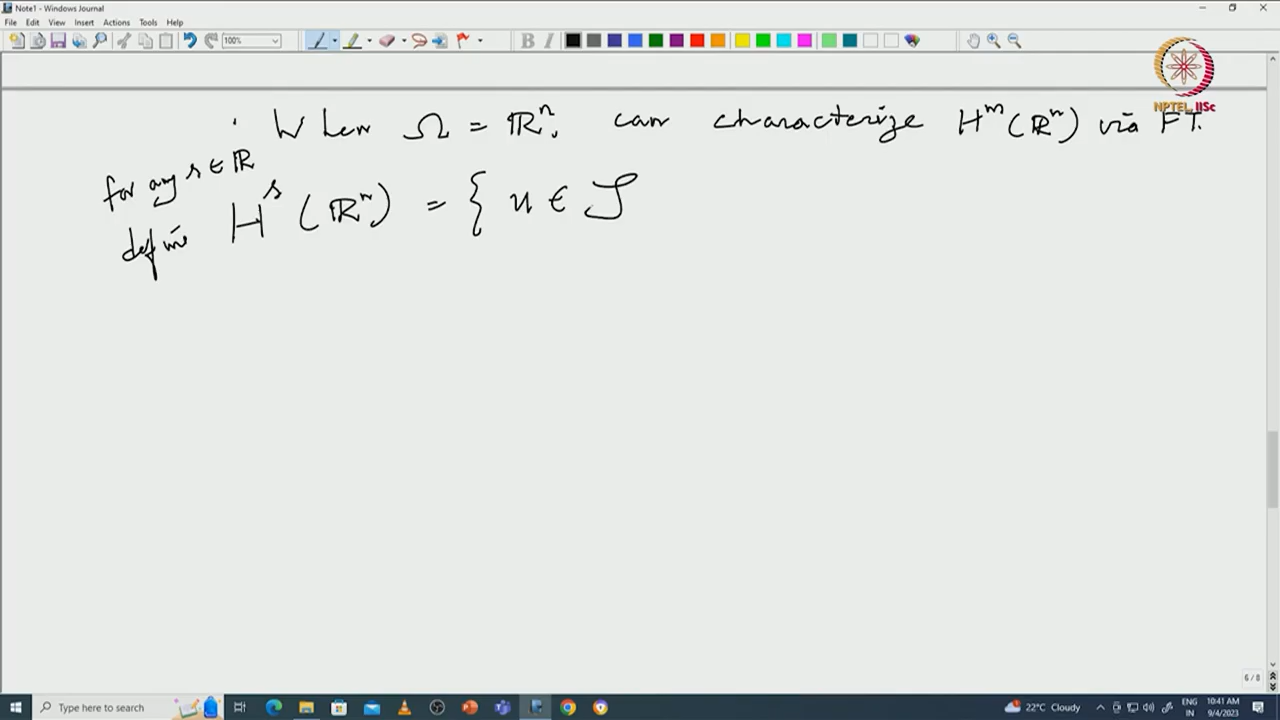 Note1 - Windows Journal
File Edit View Insert Actions Tools Help
100%
NPTEL, IISc
. When Ω = ℝⁿ, can characterize Hᵐ(ℝⁿ) via FT.
for any s ∈ ℝ
define Hˢ(ℝⁿ) = { u ∈ 𝒮
6 / 8
Type here to search
22°C Cloudy
ENG
IN
10:41 AM
9/4/2023